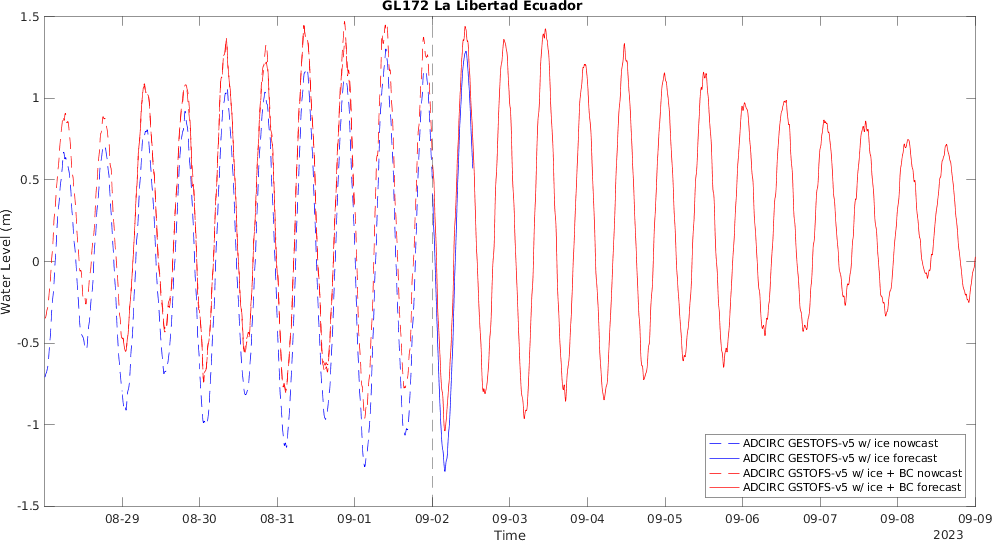 GL172 La Libertad Ecuador
1.5
1
0.5
0
-0.5
-1
-1.5
Water Level (m)
ADCIRC GESTOFS-v5 w/ ice nowcast
ADCIRC GESTOFS-v5 w/ ice forecast
ADCIRC GSTOFS-v5 w/ ice + BC nowcast
ADCIRC GSTOFS-v5 w/ ice + BC forecast
08-29 08-30 08-31 09-01 09-02 09-03 09-04 09-05 09-06 09-07 09-08 09-09
Time
2023